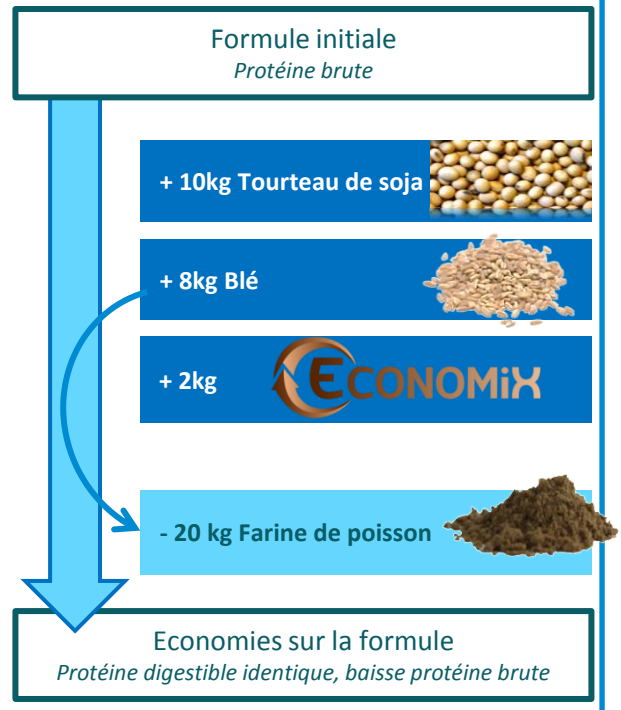 Formule initiale
Protéine brute
+ 10kg Tourteau de soja
+ 8kg Blé
+ 2kg ECONOMiX
- 20 kg Farine de poisson
Economies sur la formule
Protéine digestible identique, baisse protéine brute